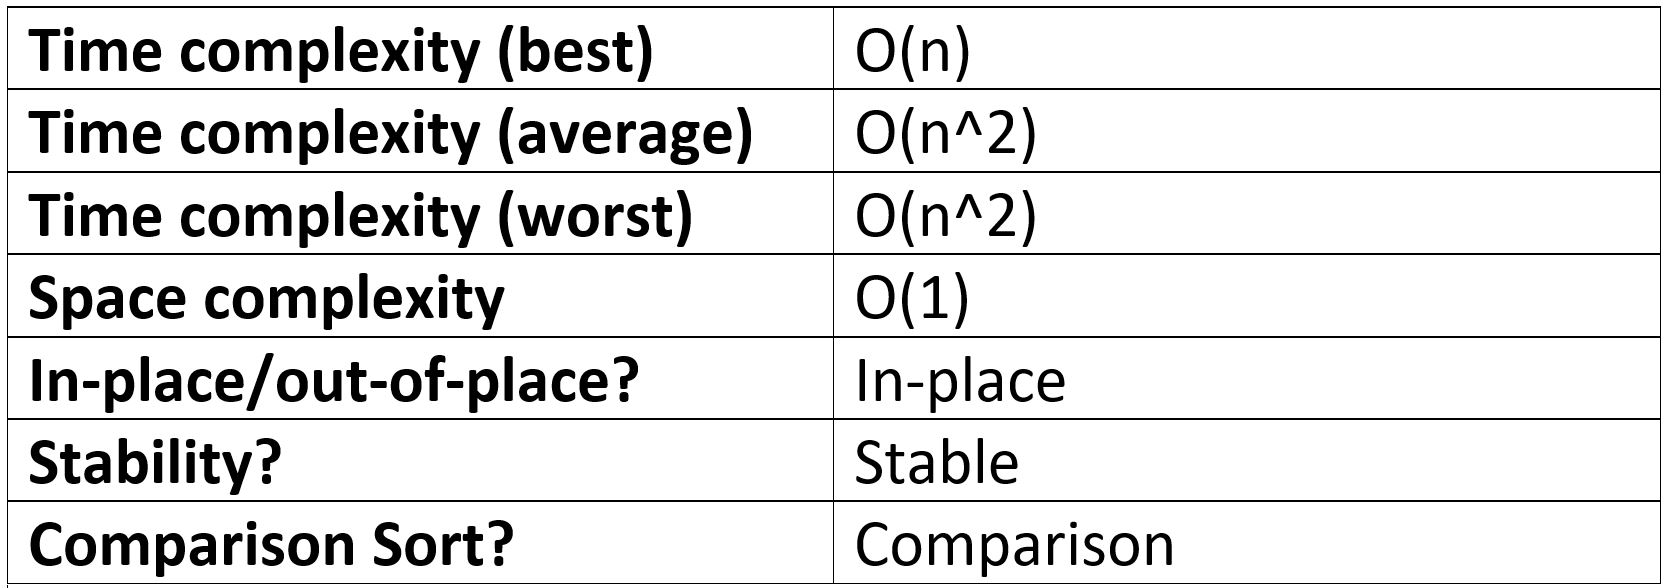 Time complexity (best) O(n)
Time complexity (average) O(n^2)
Time complexity (worst) O(n^2)
Space complexity O(1)
In-place/out-of-place? In-place
Stability? Stable
Comparison Sort? Comparison